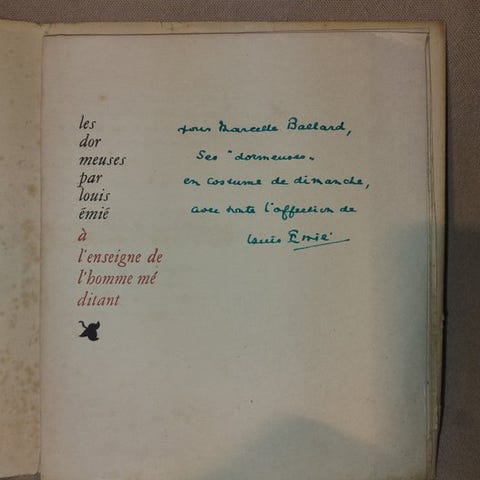 les
dor
meuses
par
louis
émié
à
l'enseigne de
l'homme mé
ditant
pour Marcelle Ballard,
ses "dormeuses"
en costume de dimanche,
avec toute l'affection de
Louis Émié